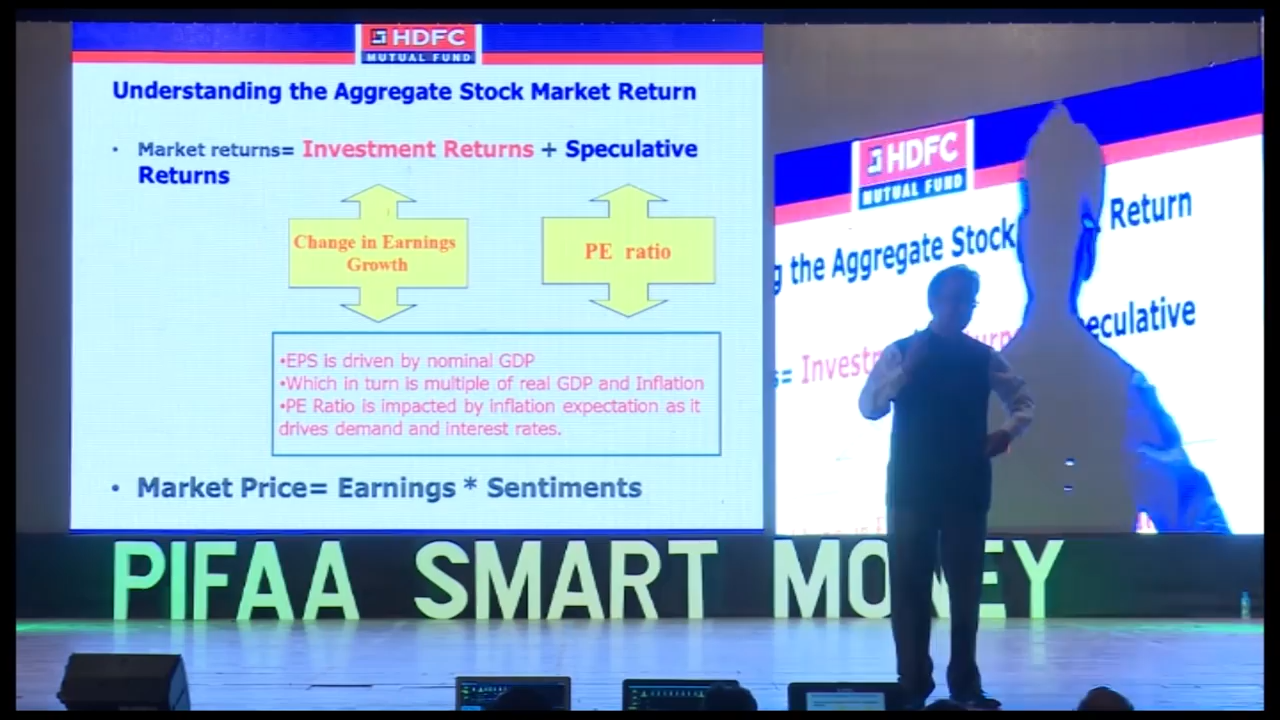 HDFC
MUTUAL FUND
Understanding the Aggregate Stock Market Return
• Market returns= Investment Returns + Speculative
Returns
Change in Earnings
Growth
PE ratio
•EPS is driven by nominal GDP
•Which in turn is multiple of real GDP and Inflation
•PE Ratio is impacted by inflation expectation as it
drives demand and interest rates.
• Market Price= Earnings * Sentiments
HDFC
MUTUAL FUND
the Aggregate Stock Return
= Invest eculative
PIFAA SMART MONEY